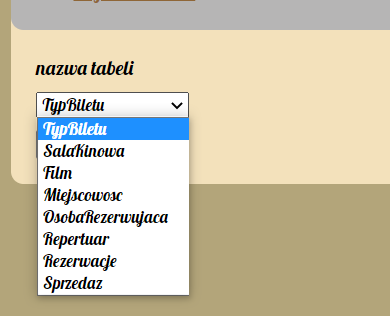 nazwa tabeli
TypBiletu
TypBiletu
SalaKinowa
Film
Miejscowosc
OsobaRezerwujaca
Repertuar
Rezerwacje
Sprzedaz